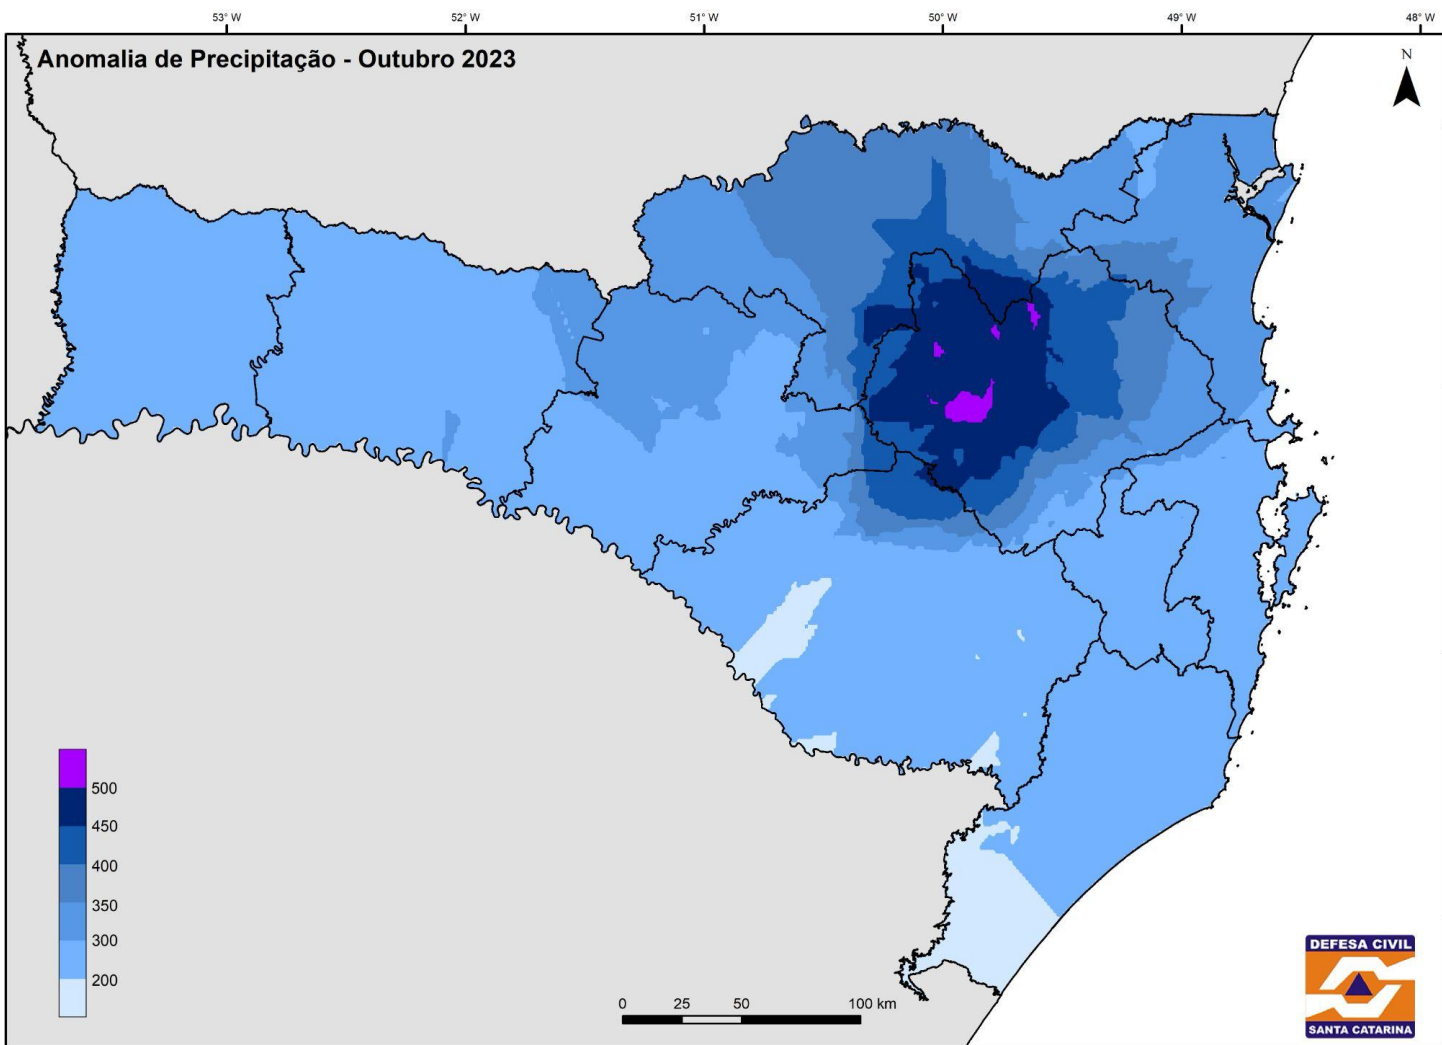 53° W 52° W 51° W 50° W 49° W 48° W
Anomalia de Precipitação - Outubro 2023
N
500
450
400
350
300
200
0 25 50 100 km
DEFESA CIVIL
SANTA CATARINA